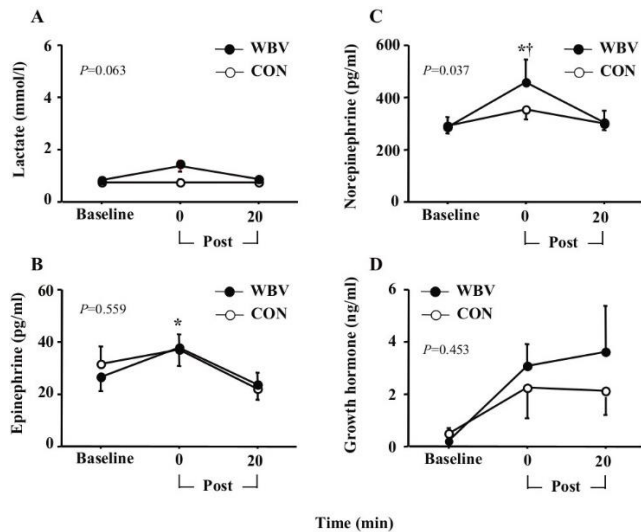 A
Lactate (mmol/l)
6
4
2
0
P=0.063
WBV
CON
Baseline
0
20
Post
C
Norepinephrine (pg/ml)
600
400
200
0
P=0.037
*†
WBV
CON
Baseline
0
20
Post
B
Epinephrine (pg/ml)
60
40
20
0
P=0.559
*
WBV
CON
Baseline
0
20
Post
D
Growth hormone (ng/ml)
6
4
2
0
WBV
CON
P=0.453
Baseline
0
20
Post
Time (min)